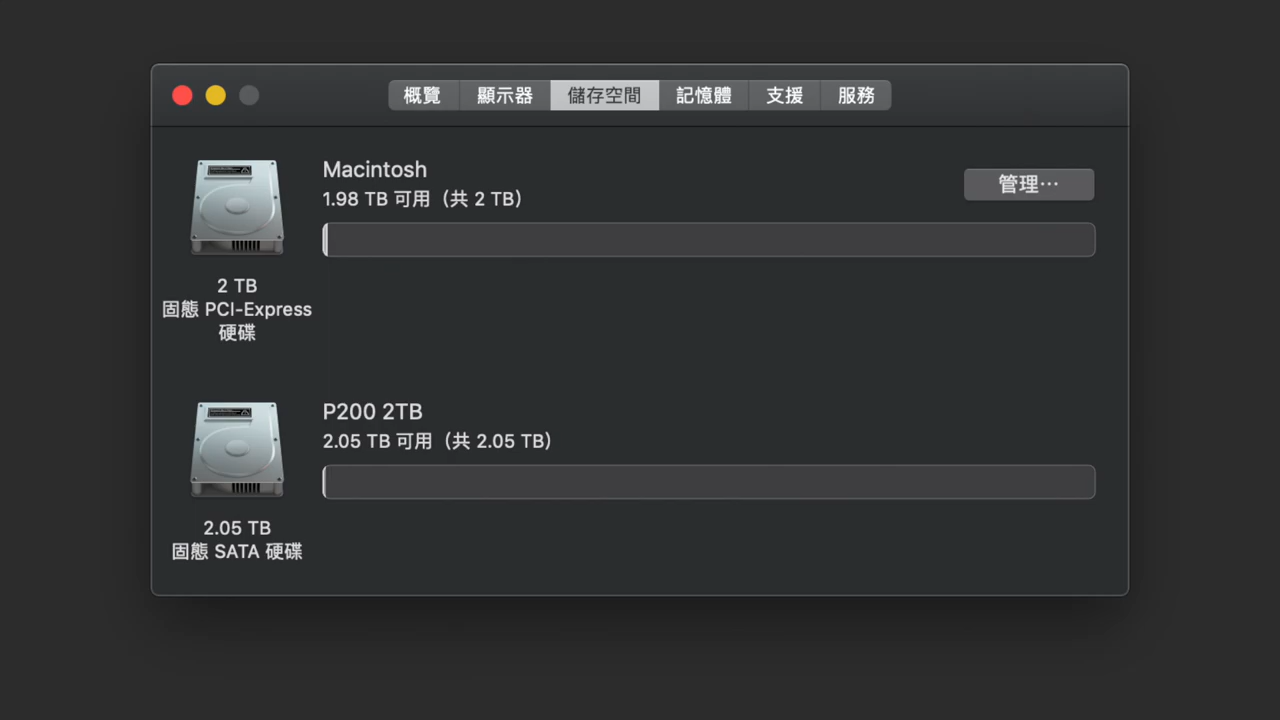 概覽 顯示器 儲存空間 記憶體 支援 服務
Macintosh
1.98 TB 可用（共 2 TB）
管理⋯
2 TB
固態 PCI-Express
硬碟
P200 2TB
2.05 TB 可用（共 2.05 TB）
2.05 TB
固態 SATA 硬碟